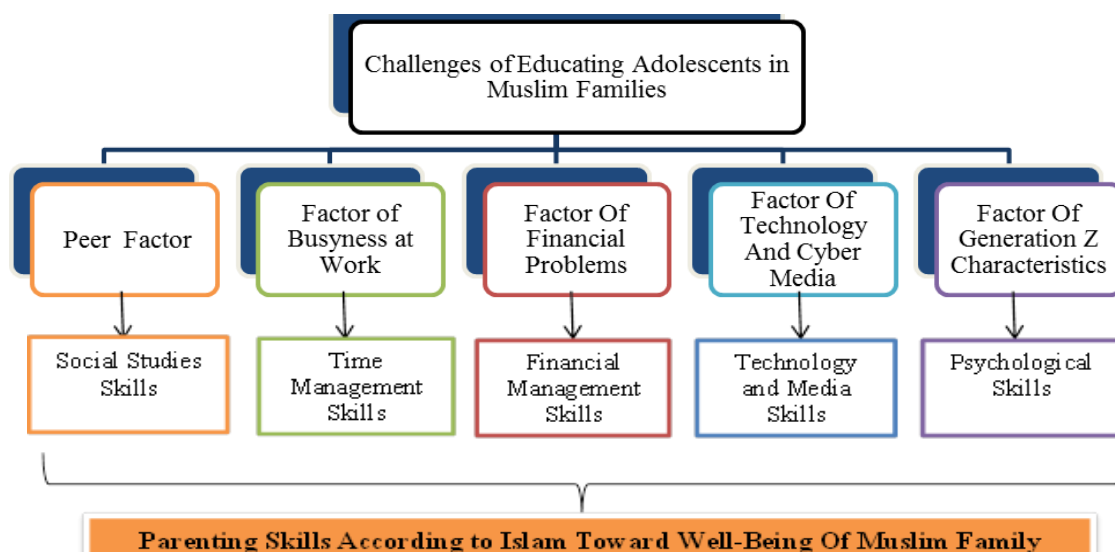 Challenges of Educating Adolescents in
Muslim Families
Peer Factor
Factor of
Busyness at
Work
Factor Of
Financial
Problems
Factor Of
Technology
And Cyber
Media
Factor Of
Generation Z
Characteristics
Social Studies
Skills
Time
Management
Skills
Financial
Management
Skills
Technology
and Media
Skills
Psychological
Skills
Parenting Skills According to Islam Toward Well-Being Of Muslim Family